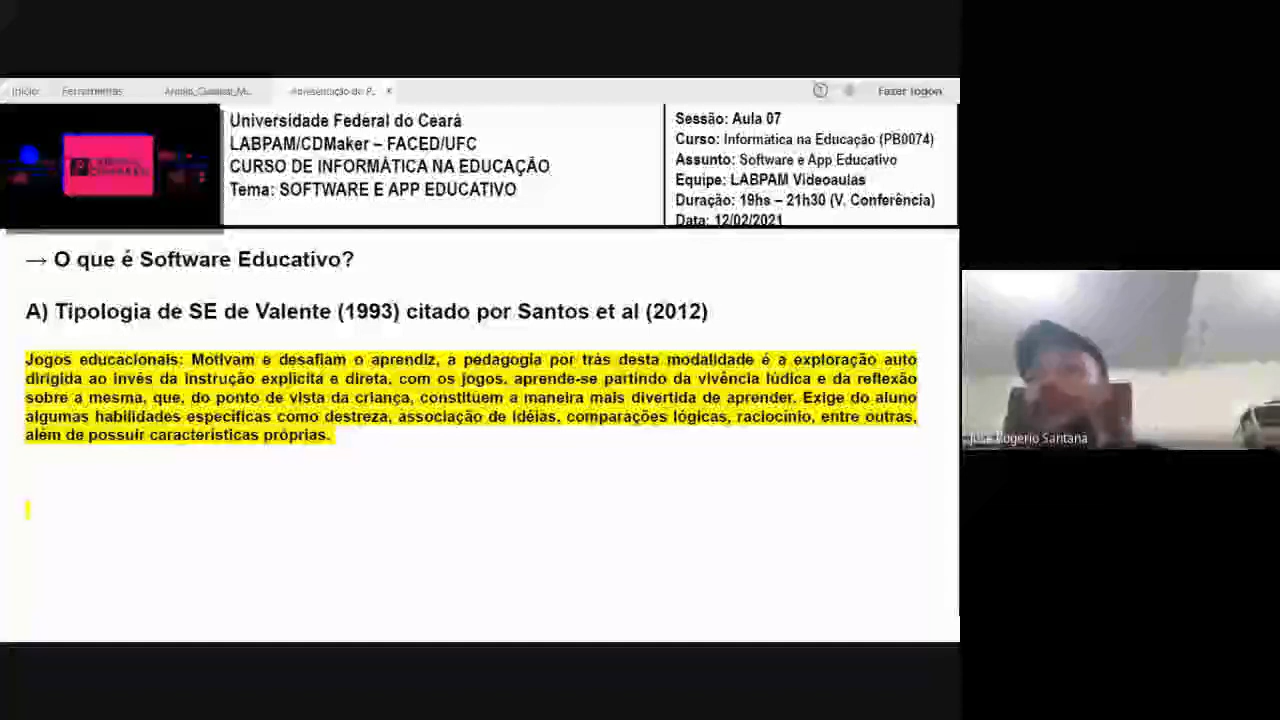 Início Ferramentas Apresentação do P... × Fazer logon
Universidade Federal do Ceará
LABPAM/CDMaker – FACED/UFC
CURSO DE INFORMÁTICA NA EDUCAÇÃO
Tema: SOFTWARE E APP EDUCATIVO
Sessão: Aula 07
Curso: Informática na Educação (PB0074)
Assunto: Software e App Educativo
Equipe: LABPAM Videoaulas
Duração: 19hs – 21h30 (V. Conferência)
Data: 12/02/2021
→ O que é Software Educativo?
A) Tipologia de SE de Valente (1993) citado por Santos et al (2012)
Jogos educacionais: Motivam e desafiam o aprendiz, a pedagogia por trás desta modalidade é a exploração auto
dirigida ao invés da instrução explícita e direta, com os jogos, aprende-se partindo da vivência lúdica e da reflexão
sobre a mesma, que, do ponto de vista da criança, constituem a maneira mais divertida de aprender. Exige do aluno
algumas habilidades específicas como destreza, associação de idéias, comparações lógicas, raciocínio, entre outras,
além de possuir características próprias.
José Rogério Santana